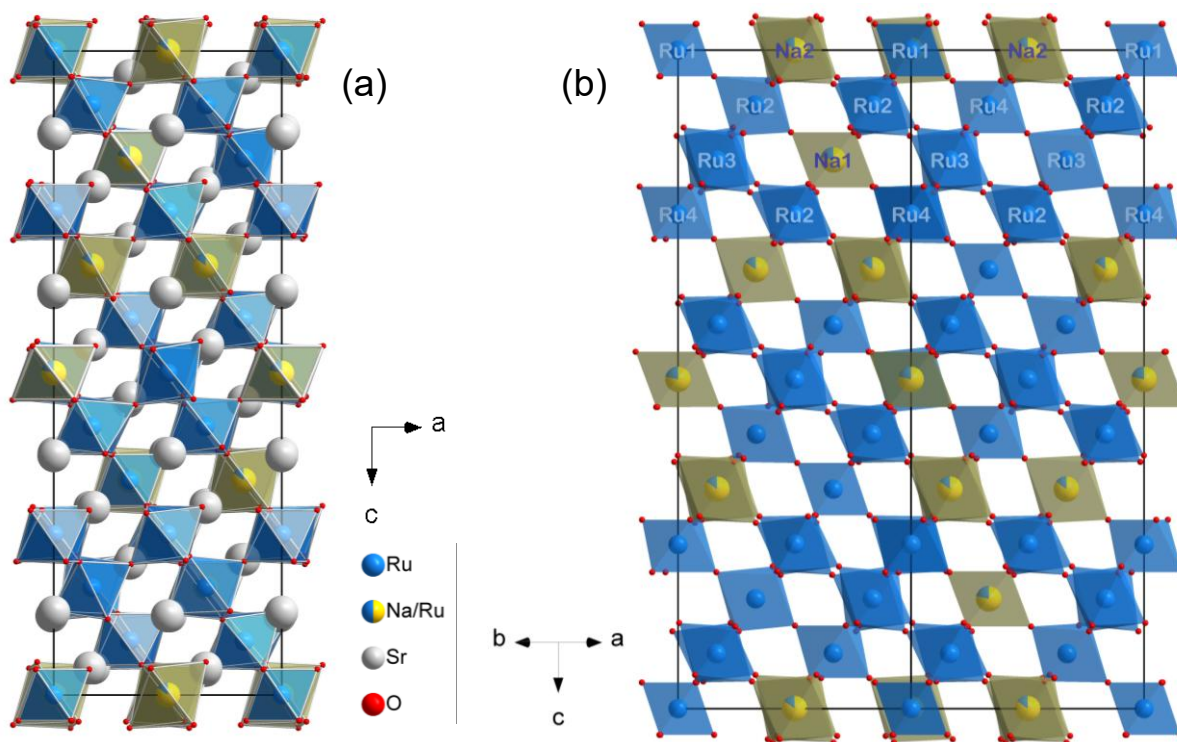 (a)
(b)
Ru1 Na2 Ru1 Na2 Ru1
Ru2 Ru2 Ru4 Ru2
Ru3 Na1 Ru3 Ru3
Ru4 Ru2 Ru4 Ru2 Ru4
a
c
Ru
Na/Ru
Sr
O
b a
c